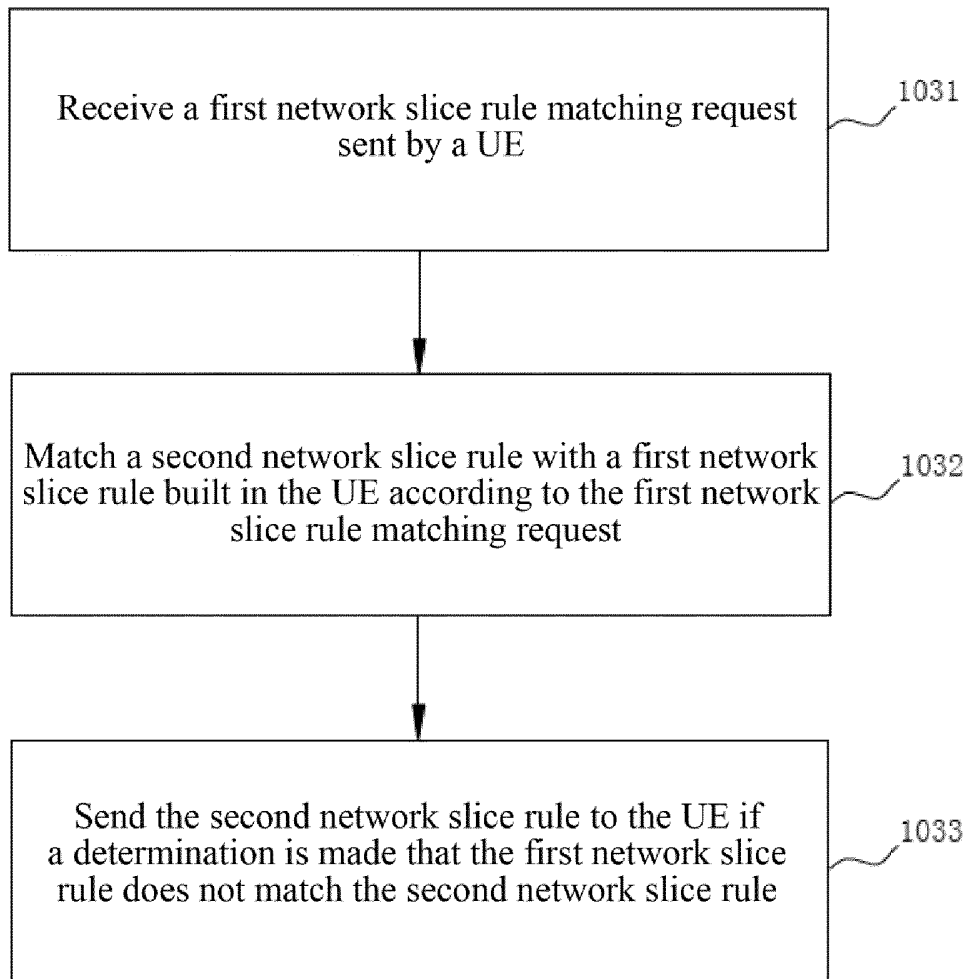 Receive a first network slice rule matching request
sent by a UE
1031
Match a second network slice rule with a first network
slice rule built in the UE according to the first network
slice rule matching request
1032
Send the second network slice rule to the UE if
a determination is made that the first network slice
rule does not match the second network slice rule
1033